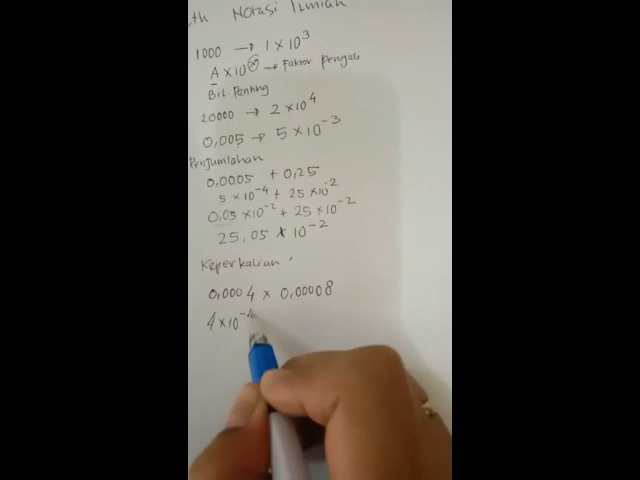 Notasi Ilmiah
1000 → 1 × 10³
A × 10ˣ → Faktor pengali
Bil Penting
20000 → 2 × 10⁴
0,005 → 5 × 10⁻³
Penjumlahan
0,0005 + 0,25
5 × 10⁻⁴ + 25 × 10⁻²
0,05 × 10⁻² + 25 × 10⁻²
25.05 × 10⁻²
Keperkalian
0,0004 × 0,00008
4 × 10⁻⁴